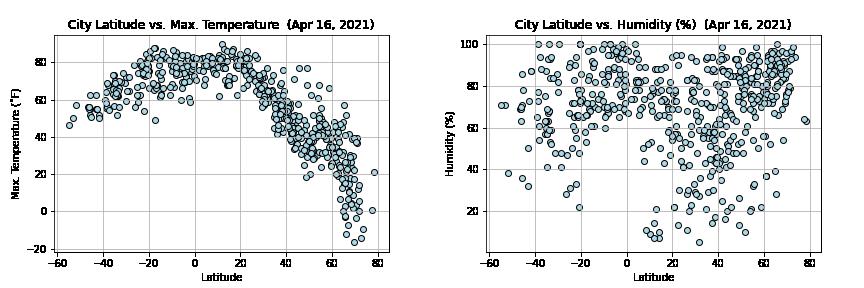 City Latitude vs. Max. Temperature (Apr 16, 2021)
80
60
40
20
0
−20
Max. Temperature (°F)
−60 −40 −20 0 20 40 60 80
Latitude
City Latitude vs. Humidity (%) (Apr 16, 2021)
100
80
60
40
20
Humidity (%)
−60 −40 −20 0 20 40 60 80
Latitude